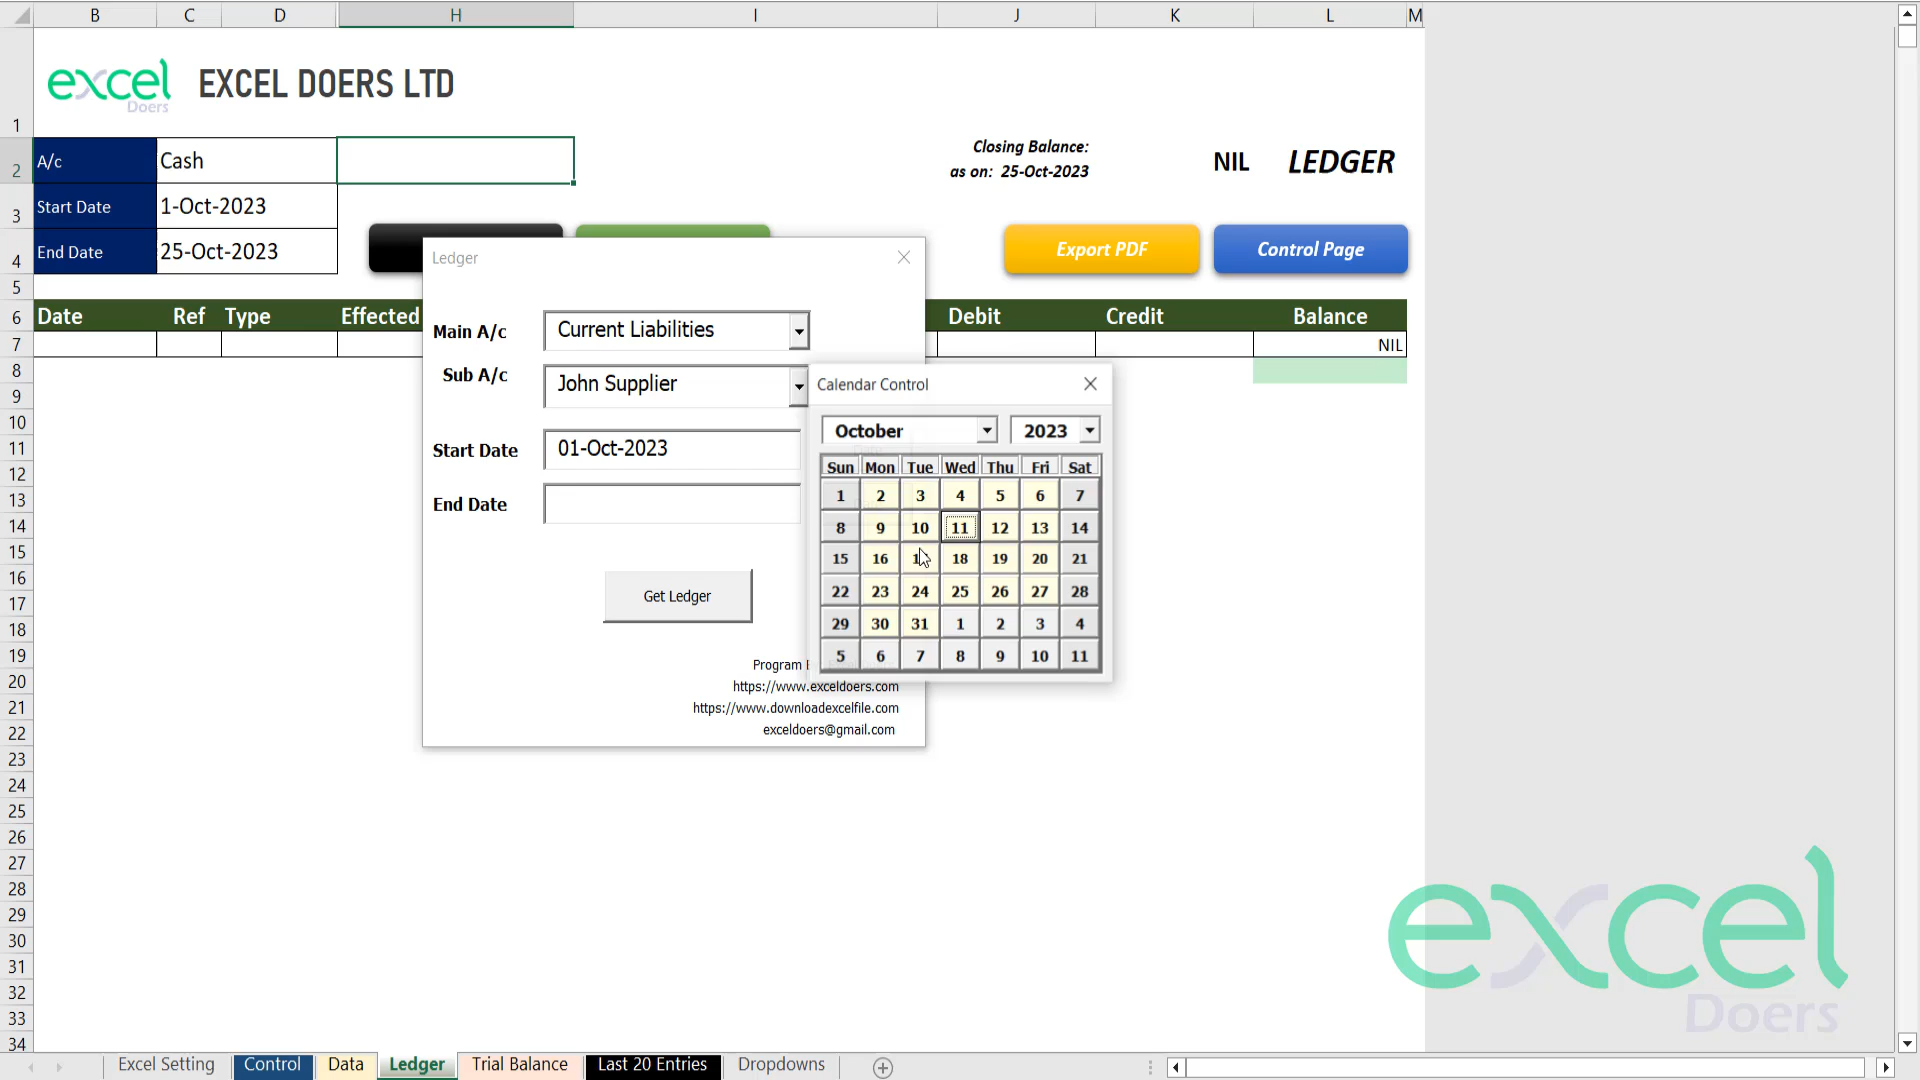 B C D H I J K L M
excel Doers EXCEL DOERS LTD
1
2 A/c Cash
Closing Balance:
as on: 25-Oct-2023
NIL LEDGER
3 Start Date 1-Oct-2023
4 End Date 25-Oct-2023
Export PDF Control Page
5
6 Date Ref Type Effected Debit Credit Balance
7 NIL
8
9
10
11
12
13
14
15
16
17
18
19
20
21
22
23
24
25
26
27
28
29
30
31
32
33
34
Ledger
Main A/c Current Liabilities
Sub A/c John Supplier
Start Date 01-Oct-2023
End Date
Get Ledger
Program
https://www.exceldoers.com
https://www.downloadexcelfile.com
exceldoers@gmail.com
Calendar Control
October 2023
Sun Mon Tue Wed Thu Fri Sat
1 2 3 4 5 6 7
8 9 10 11 12 13 14
15 16 18 19 20 21
22 23 24 25 26 27 28
29 30 31 1 2 3 4
5 6 7 8 9 10 11
excel
Doers
Excel Setting Control Data Ledger Trial Balance Last 20 Entries Dropdowns